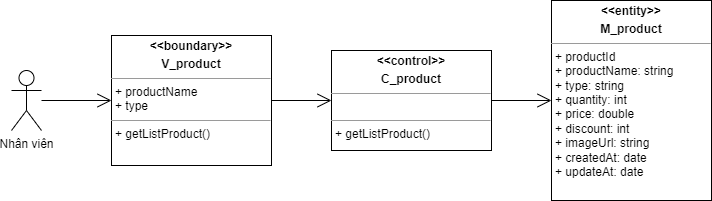 Nhân viên
<<boundary>>
V_product
+ productName
+ type
+ getListProduct()
<<control>>
C_product
+ getListProduct()
<<entity>>
M_product
+ productId
+ productName: string
+ type: string
+ quantity: int
+ price: double
+ discount: int
+ imageUrl: string
+ createdAt: date
+ updateAt: date